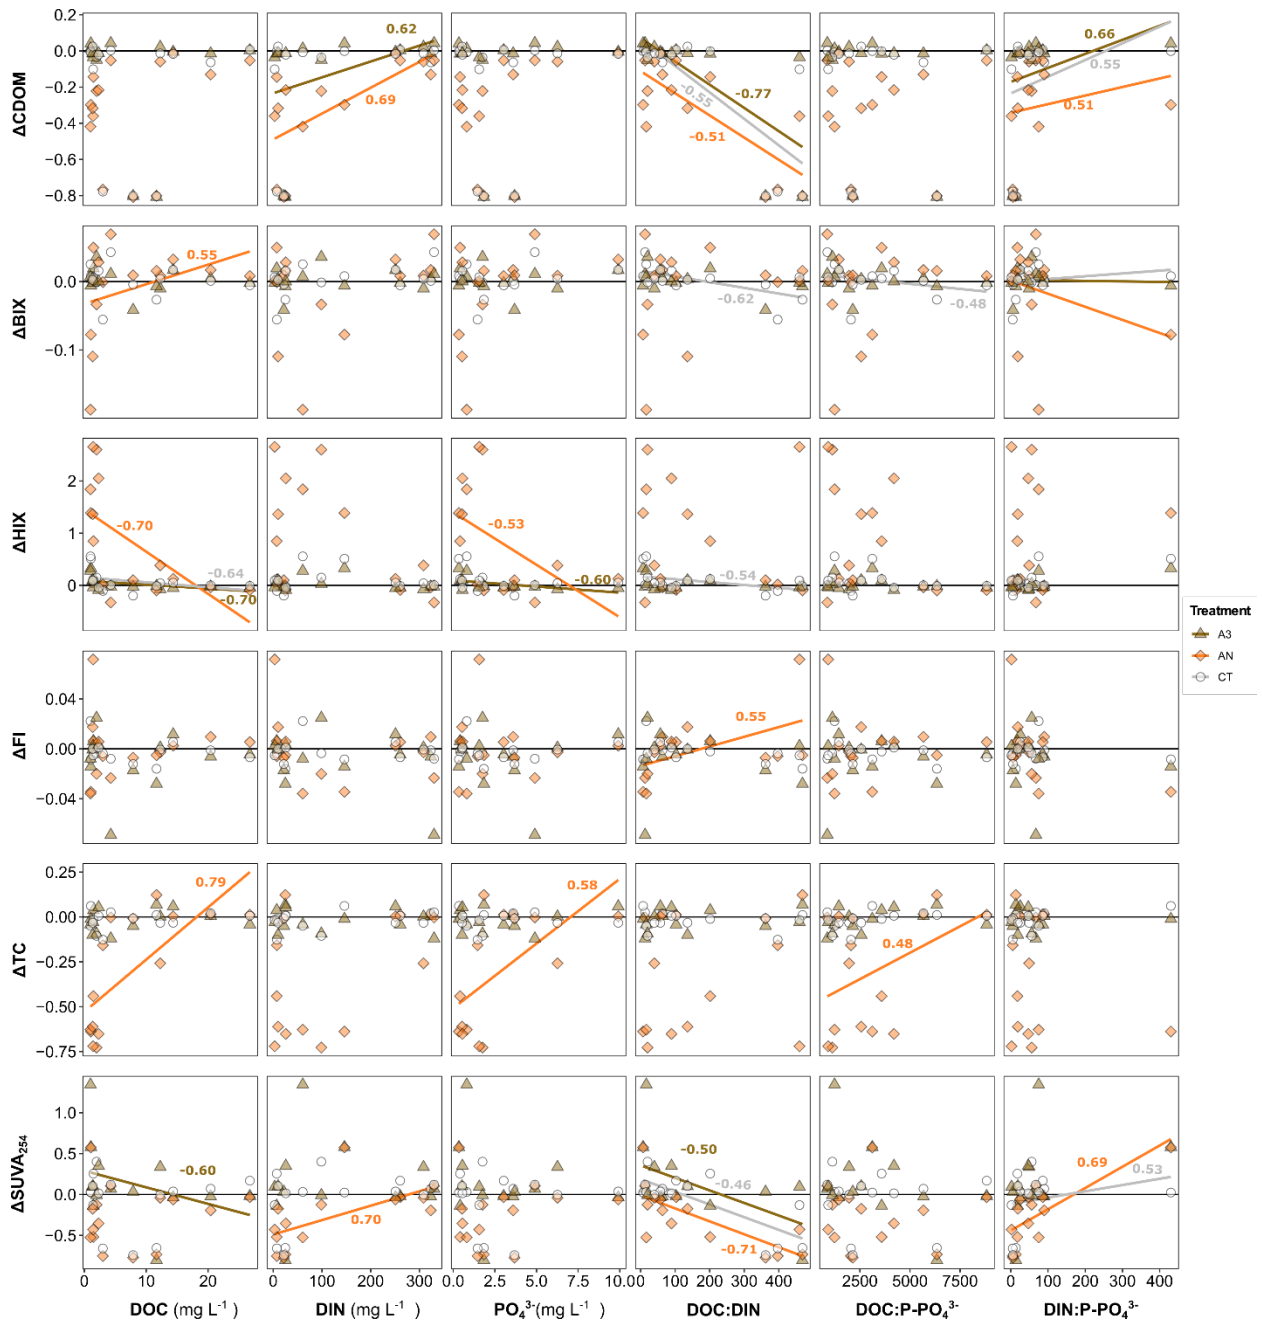 ΔCDOM
0.2
0.0
−0.2
−0.4
−0.6
−0.8
0.62
0.69
-0.77
-0.55
-0.51
0.66
0.55
0.51
ΔBIX
0.0
−0.1
0.55
-0.62
-0.48
ΔHIX
2
1
0
-0.70
-0.64
-0.70
-0.53
-0.60
-0.54
Treatment
A3
AN
CT
ΔFI
0.04
0.00
−0.04
0.55
ΔTC
0.25
0.00
−0.25
−0.50
−0.75
0.79
0.58
0.48
ΔSUVA₂₅₄
1.0
0.5
0.0
−0.5
-0.60
0.70
-0.50
-0.46
-0.71
0.69
0.53
0 10 20
0 100 200 300
0.0 2.5 5.0 7.5 10.0
0 100 200 300 400
2500 5000 7500
0 100 200 300 400
DOC (mg L⁻¹)
DIN (mg L⁻¹)
PO₄³⁻(mg L⁻¹)
DOC:DIN
DOC:P-PO₄³⁻
DIN:P-PO₄³⁻